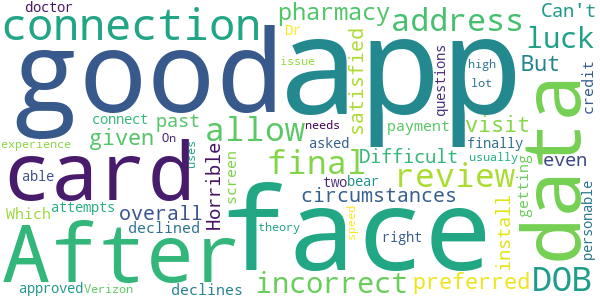 doctor
connection
pharmacy
address
Can't
luck
Dr
good
app
satisfied
questions
But
issue
high
lot
credit
connect
past
given
allow
visit
On
needs
asked
payment
finally
experience
card
Horrible
screen
final
Difficult
usually
even
data
able
uses
two
bear
review
getting
personable
Which
attempts
overall
circumstances
install
After
declined
face
theory
speed
right
DOB
incorrect
preferred
approved
Verizon
declines